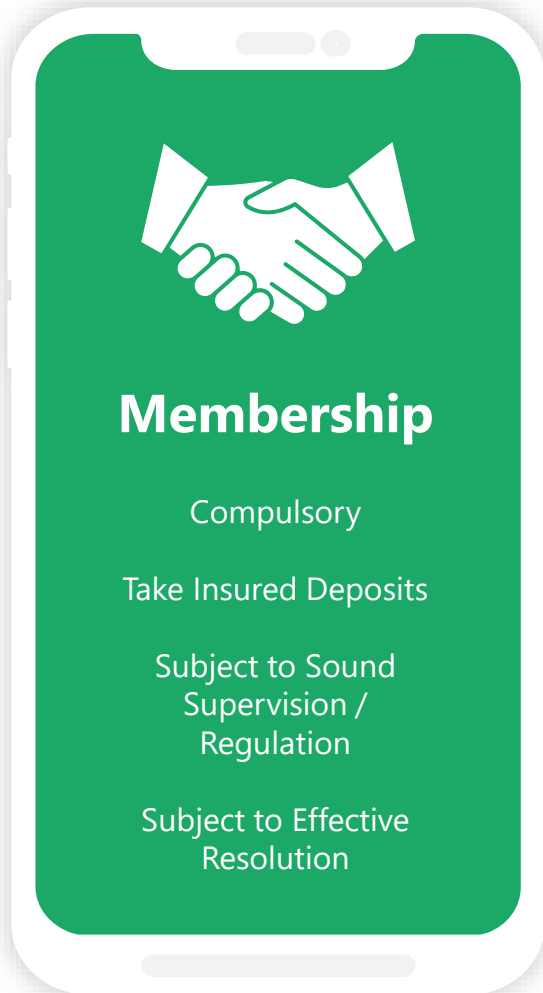 Membership
Compulsory
Take Insured Deposits
Subject to Sound
Supervision /
Regulation
Subject to Effective
Resolution